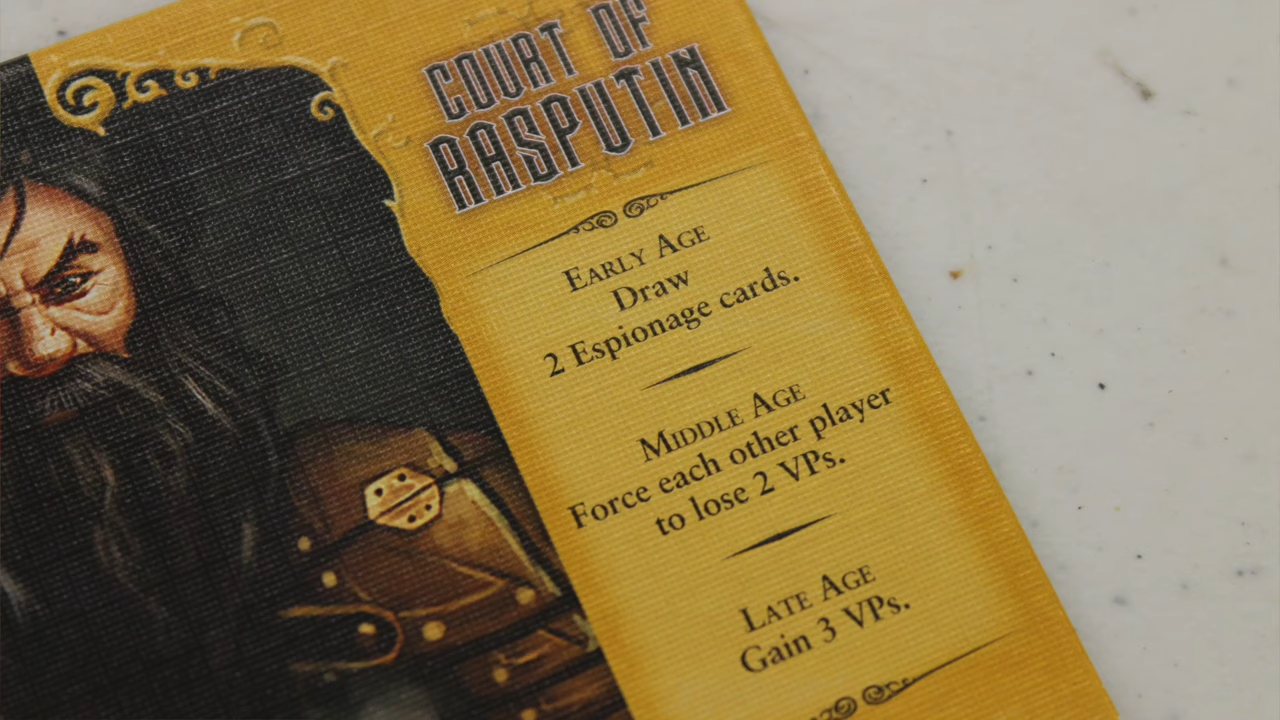 COURT OF
RASPUTIN
EARLY AGE
Draw
2 Espionage cards.
MIDDLE AGE
Force each other player
to lose 2 VPs.
LATE AGE
Gain 3 VPs.